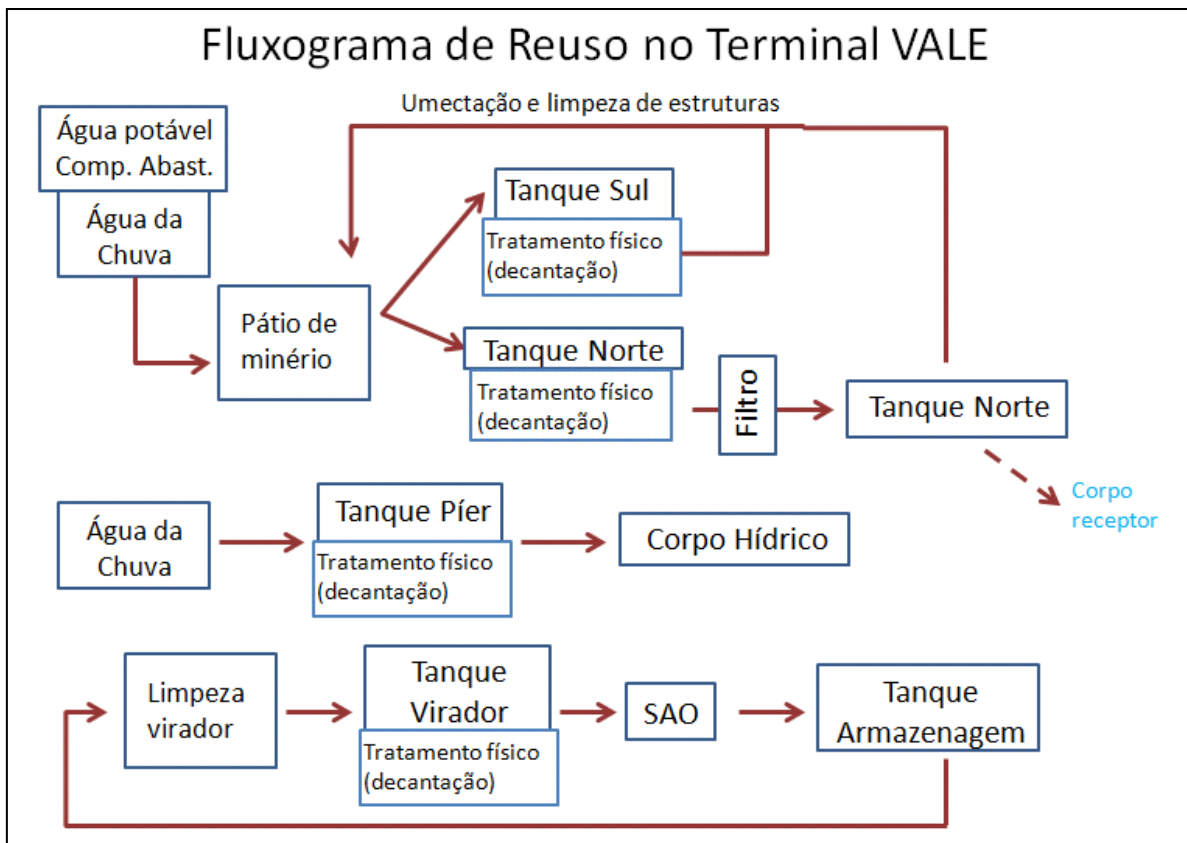 Fluxograma de Reuso no Terminal VALE
Umectação e limpeza de estruturas
Água potável
Comp. Abast.
Água da
Chuva
Pátio de
minério
Tanque Sul
Tratamento físico
(decantação)
Tanque Norte
Tratamento físico
(decantação)
Filtro
Tanque Norte
Corpo
receptor
Água da
Chuva
Tanque Píer
Tratamento físico
(decantação)
Corpo Hídrico
Limpeza
virador
Tanque
Virador
Tratamento físico
(decantação)
SAO
Tanque
Armazenagem